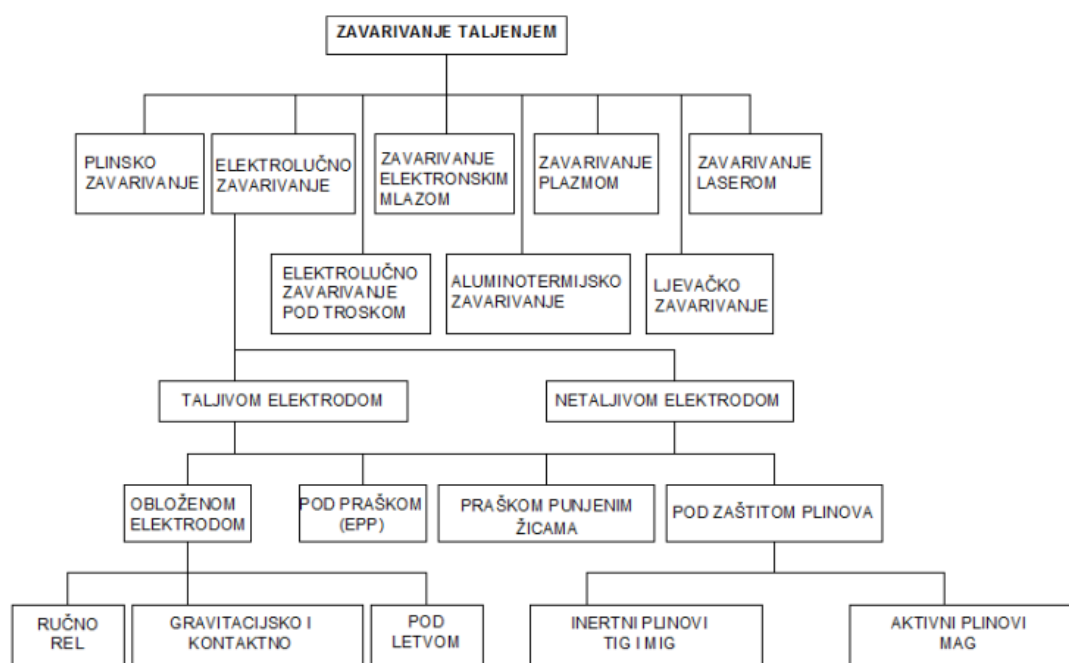 ZAVARIVANJE TALJENJEM
PLINSKO
ZAVARIVANJE
ELEKTROLUČNO
ZAVARIVANJE
ZAVARIVANJE
ELEKTRONSKIM
MLAZOM
ZAVARIVANJE
PLAZMOM
ZAVARIVANJE
LASEROM
ELEKTROLUČNO
ZAVARIVANJE
POD TROSKOM
ALUMINOTERMIJSKO
ZAVARIVANJE
LJEVAČKO
ZAVARIVANJE
TALJIVOM ELEKTRODOM
NETALJIVOM ELEKTRODOM
OBLOŽENOM
ELEKTRODOM
POD PRAŠKOM
(EPP)
PRAŠKOM PUNJENIM
ŽICAMA
POD ZAŠTITOM PLINOVA
RUČNO
REL
GRAVITACIJSKO I
KONTAKTNO
POD
LETVOM
INERTNI PLINOVI
TIG I MIG
AKTIVNI PLINOVI
MAG